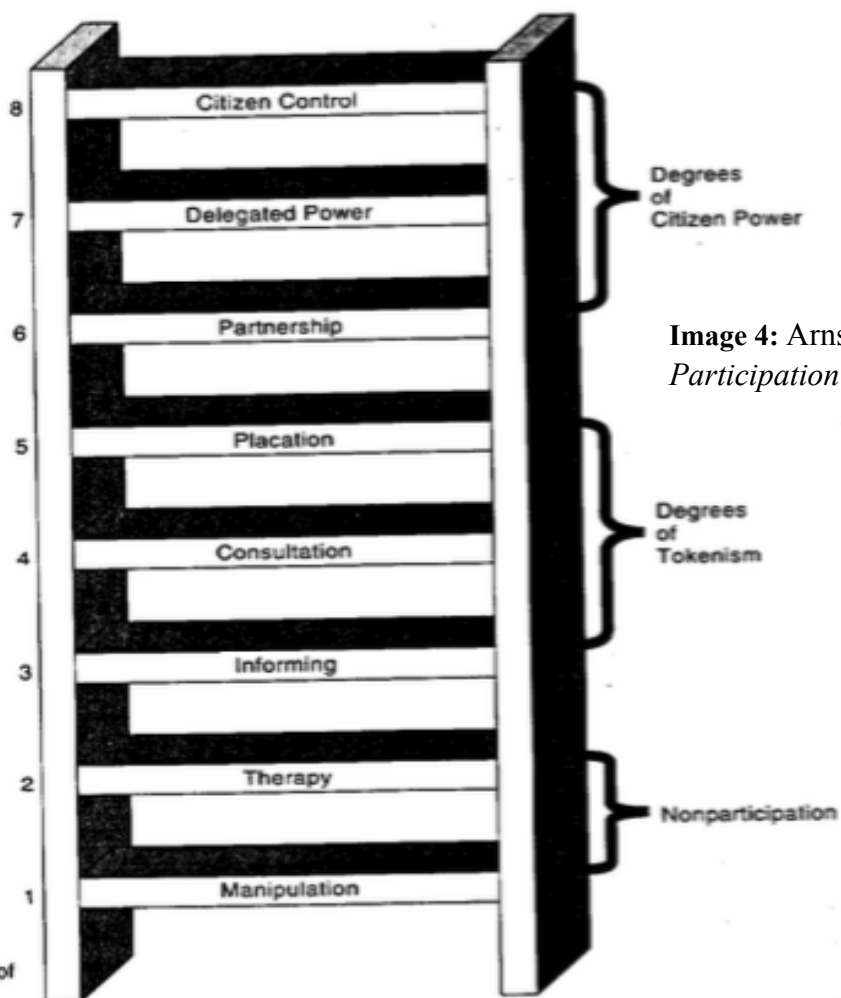 8
Citizen Control
7
Delegated Power
6
Partnership
5
Placation
4
Consultation
3
Informing
2
Therapy
1
Manipulation
Degrees
of
Citizen Power
Image 4: Arns
Participation
Degrees
of
Tokenism
Nonparticipation
of